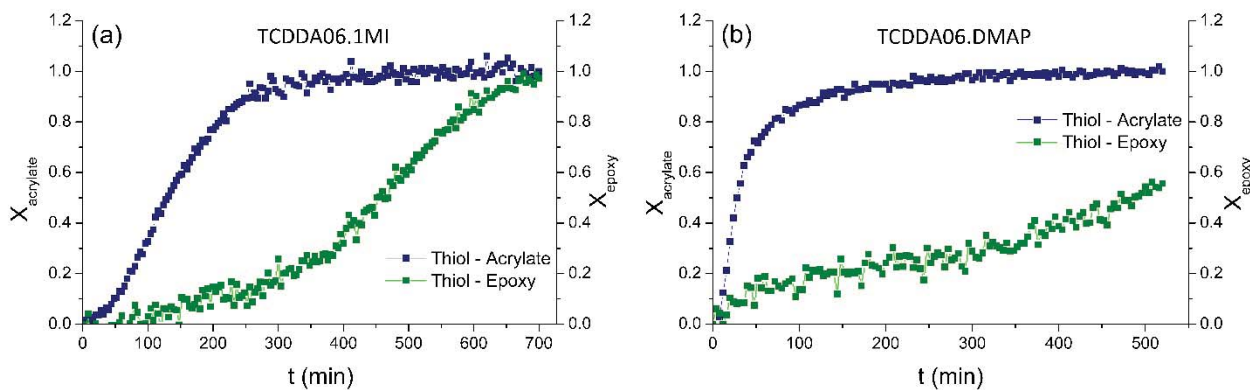 (a)
TCDDA06.1MI
1.2
1.0
0.8
0.6
0.4
0.2
0.0
X_acrylate
1.2
1.0
0.8
0.6
0.4
0.2
0.0
X_epoxy
Thiol - Acrylate
Thiol - Epoxy
0 100 200 300 400 500 600 700
t (min)
(b)
TCDDA06.DMAP
1.2
1.0
0.8
0.6
0.4
0.2
0.0
X_acrylate
1.2
1.0
0.8
0.6
0.4
0.2
0.0
X_epoxy
Thiol - Acrylate
Thiol - Epoxy
0 100 200 300 400 500
t (min)